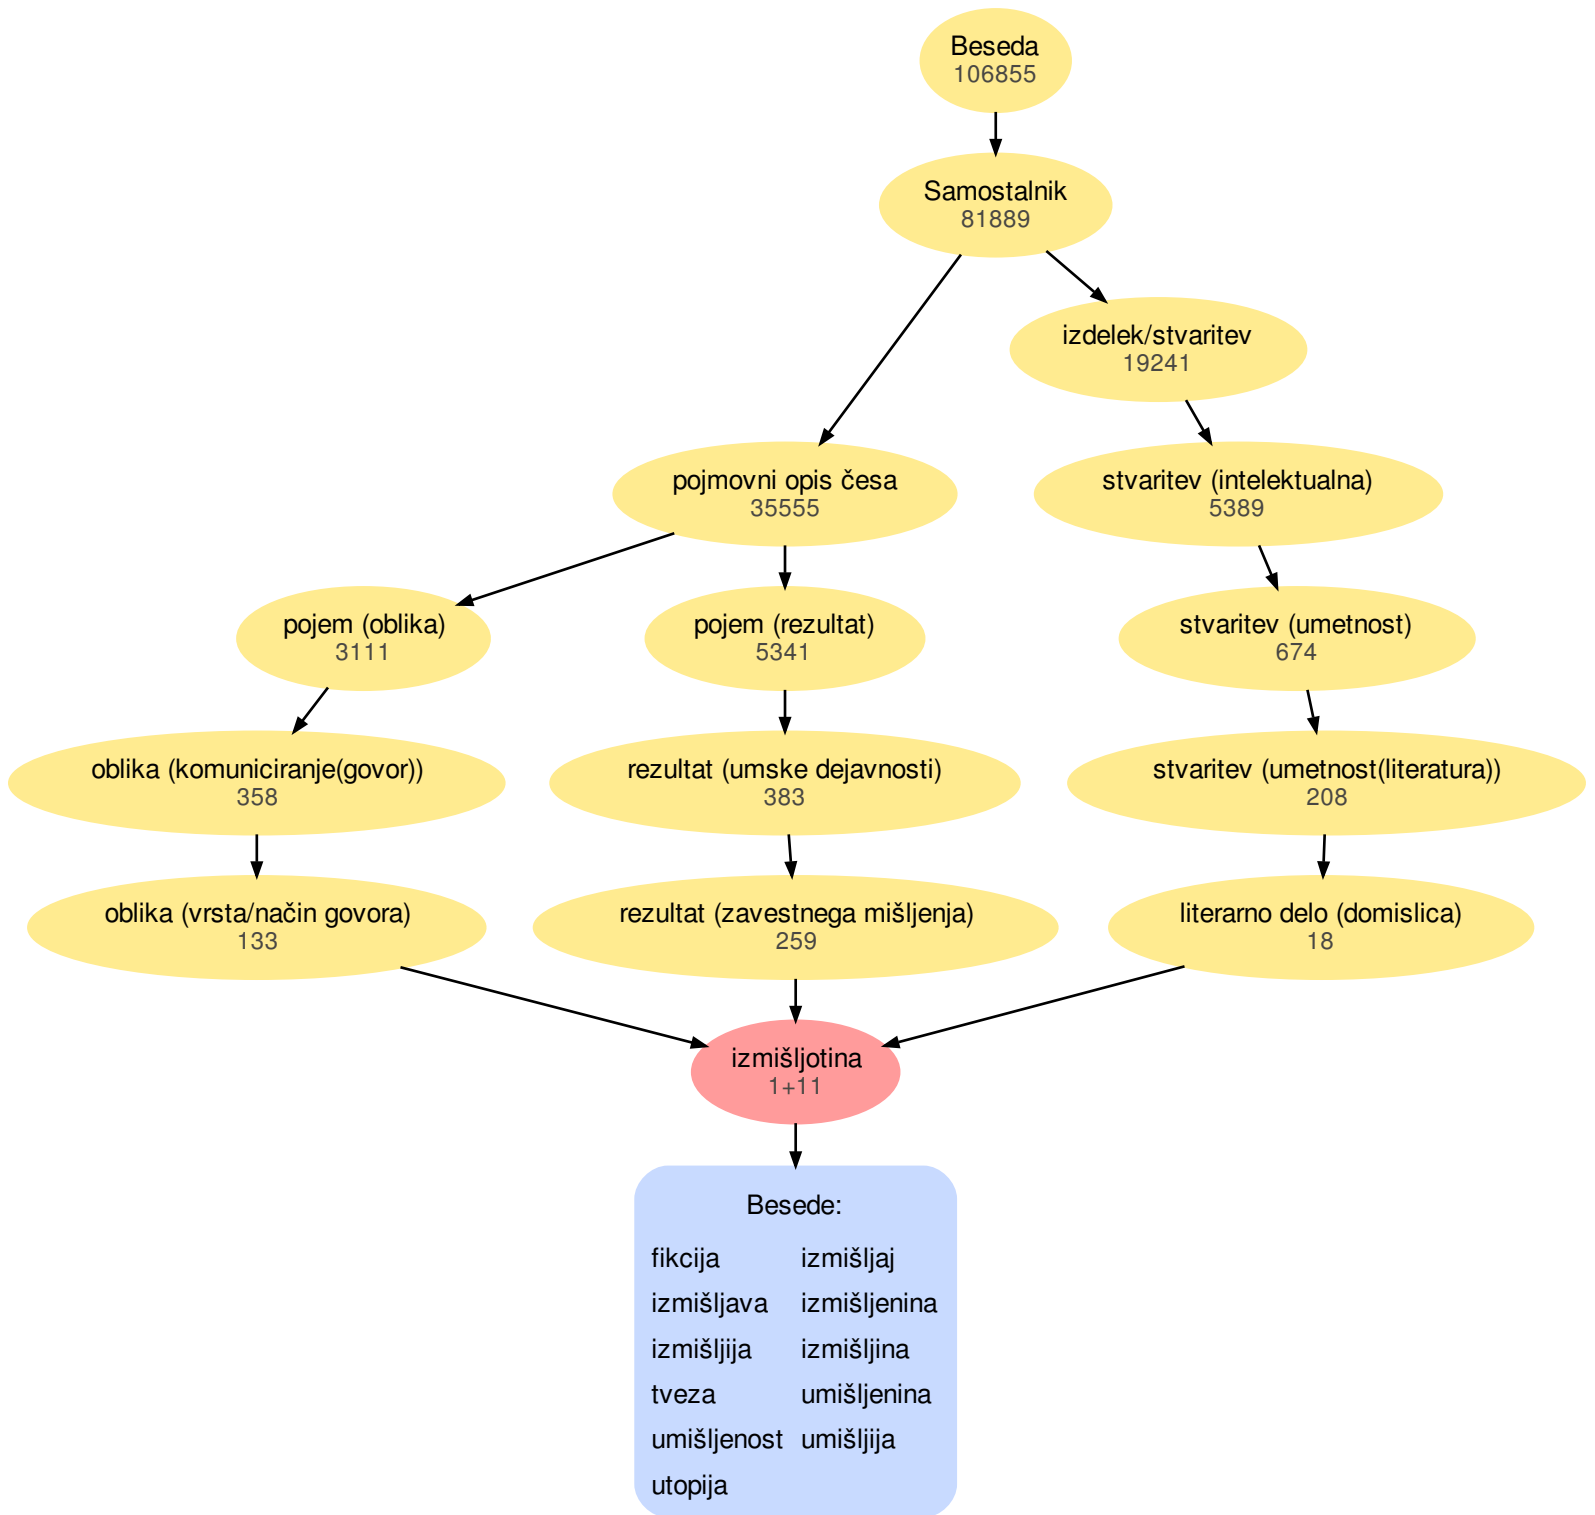 Beseda
106855
Samostalnik
81889
izdelek/stvaritev
19241
pojmovni opis česa
35555
stvaritev (intelektualna)
5389
pojem (oblika)
3111
pojem (rezultat)
5341
stvaritev (umetnost)
674
oblika (komuniciranje(govor))
358
rezultat (umske dejavnosti)
383
stvaritev (umetnost(literatura))
208
oblika (vrsta/način govora)
133
rezultat (zavestnega mišljenja)
259
literarno delo (domislica)
18
izmišljotina
1+11
Besede:
fikcija izmišljaj
izmišljava izmišljenina
izmišljija izmišljina
tveza umišljenina
umišljenost umišljija
utopija